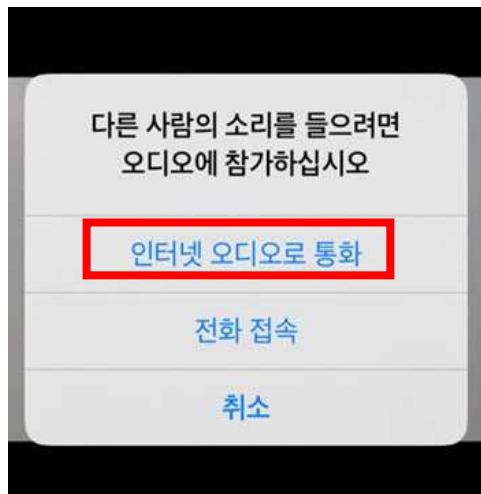 다른 사람의 소리를 들으려면
오디오에 참가하십시오
인터넷 오디오로 통화
전화 접속
취소